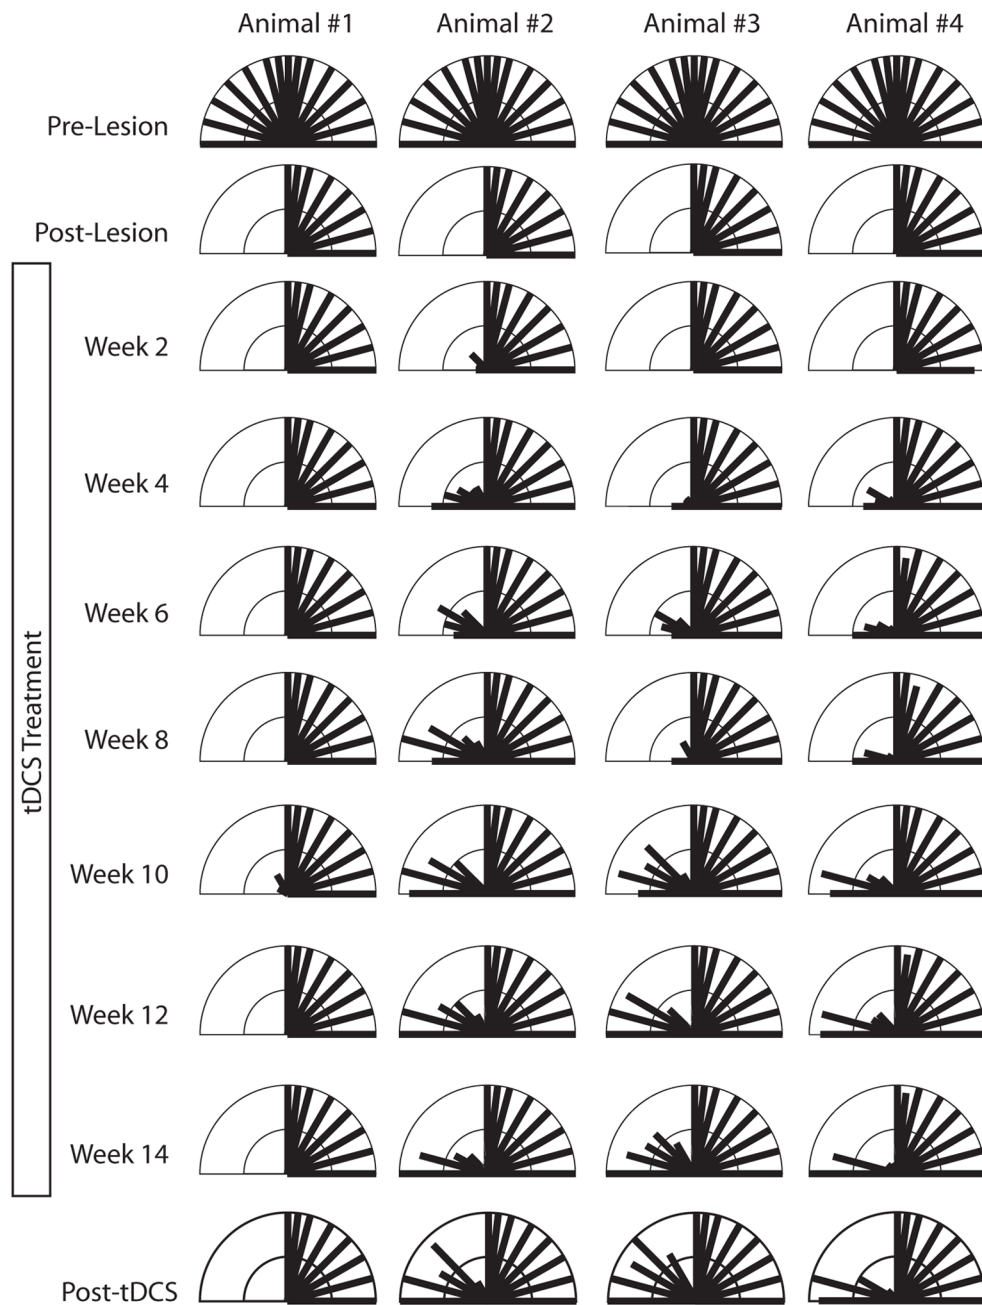 Animal #1 Animal #2 Animal #3 Animal #4
Pre-Lesion
Post-Lesion
tDCS Treatment
Week 2
Week 4
Week 6
Week 8
Week 10
Week 12
Week 14
Post-tDCS